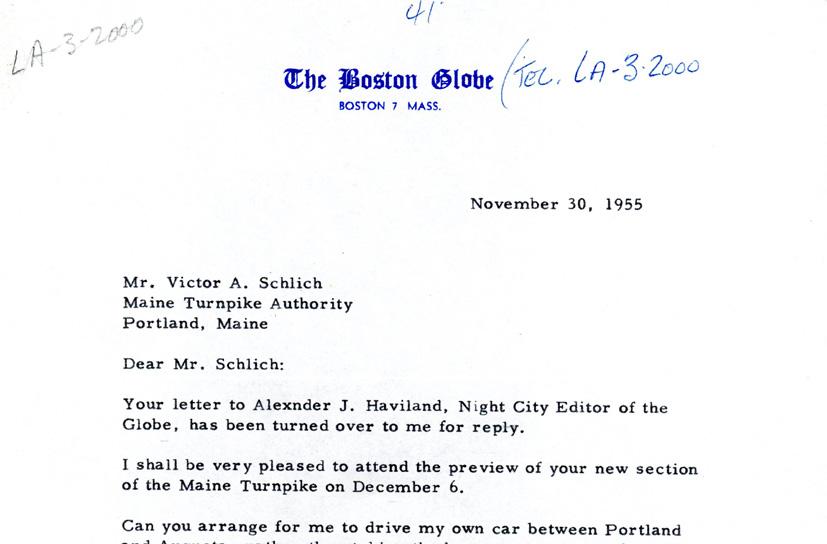 41
LA-3-2000
The Boston Globe (TEL. LA-3-2000
BOSTON 7 MASS.
November 30, 1955
Mr. Victor A. Schlich
Maine Turnpike Authority
Portland, Maine
Dear Mr. Schlich:
Your letter to Alexnder J. Haviland, Night City Editor of the
Globe, has been turned over to me for reply.
I shall be very pleased to attend the preview of your new section
of the Maine Turnpike on December 6.
Can you arrange for me to drive my own car between Portland